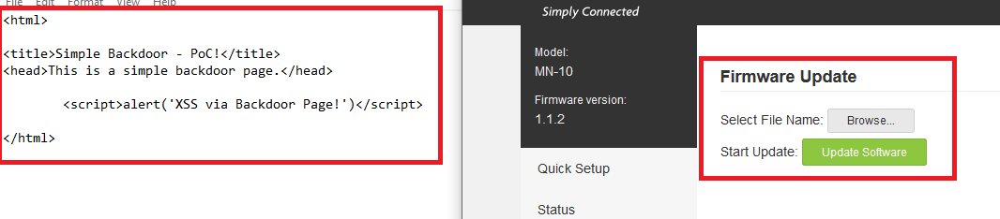 File Edit Format View Help
<html>
<title>Simple Backdoor - PoC!</title>
<head>This is a simple backdoor page.</head>
<script>alert('XSS via Backdoor Page!')</script>
</html>
Simply Connected
Model:
MN-10
Firmware version:
1.1.2
Quick Setup
Status
Firmware Update
Select File Name: Browse...
Start Update: Update Software